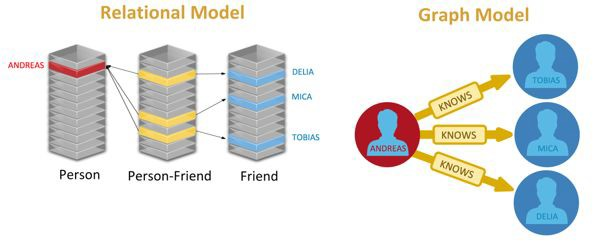 Relational Model
ANDREAS
DELIA
MICA
TOBIAS
Person
Person-Friend
Friend
Graph Model
ANDREAS
KNOWS
TOBIAS
KNOWS
MICA
KNOWS
DELIA